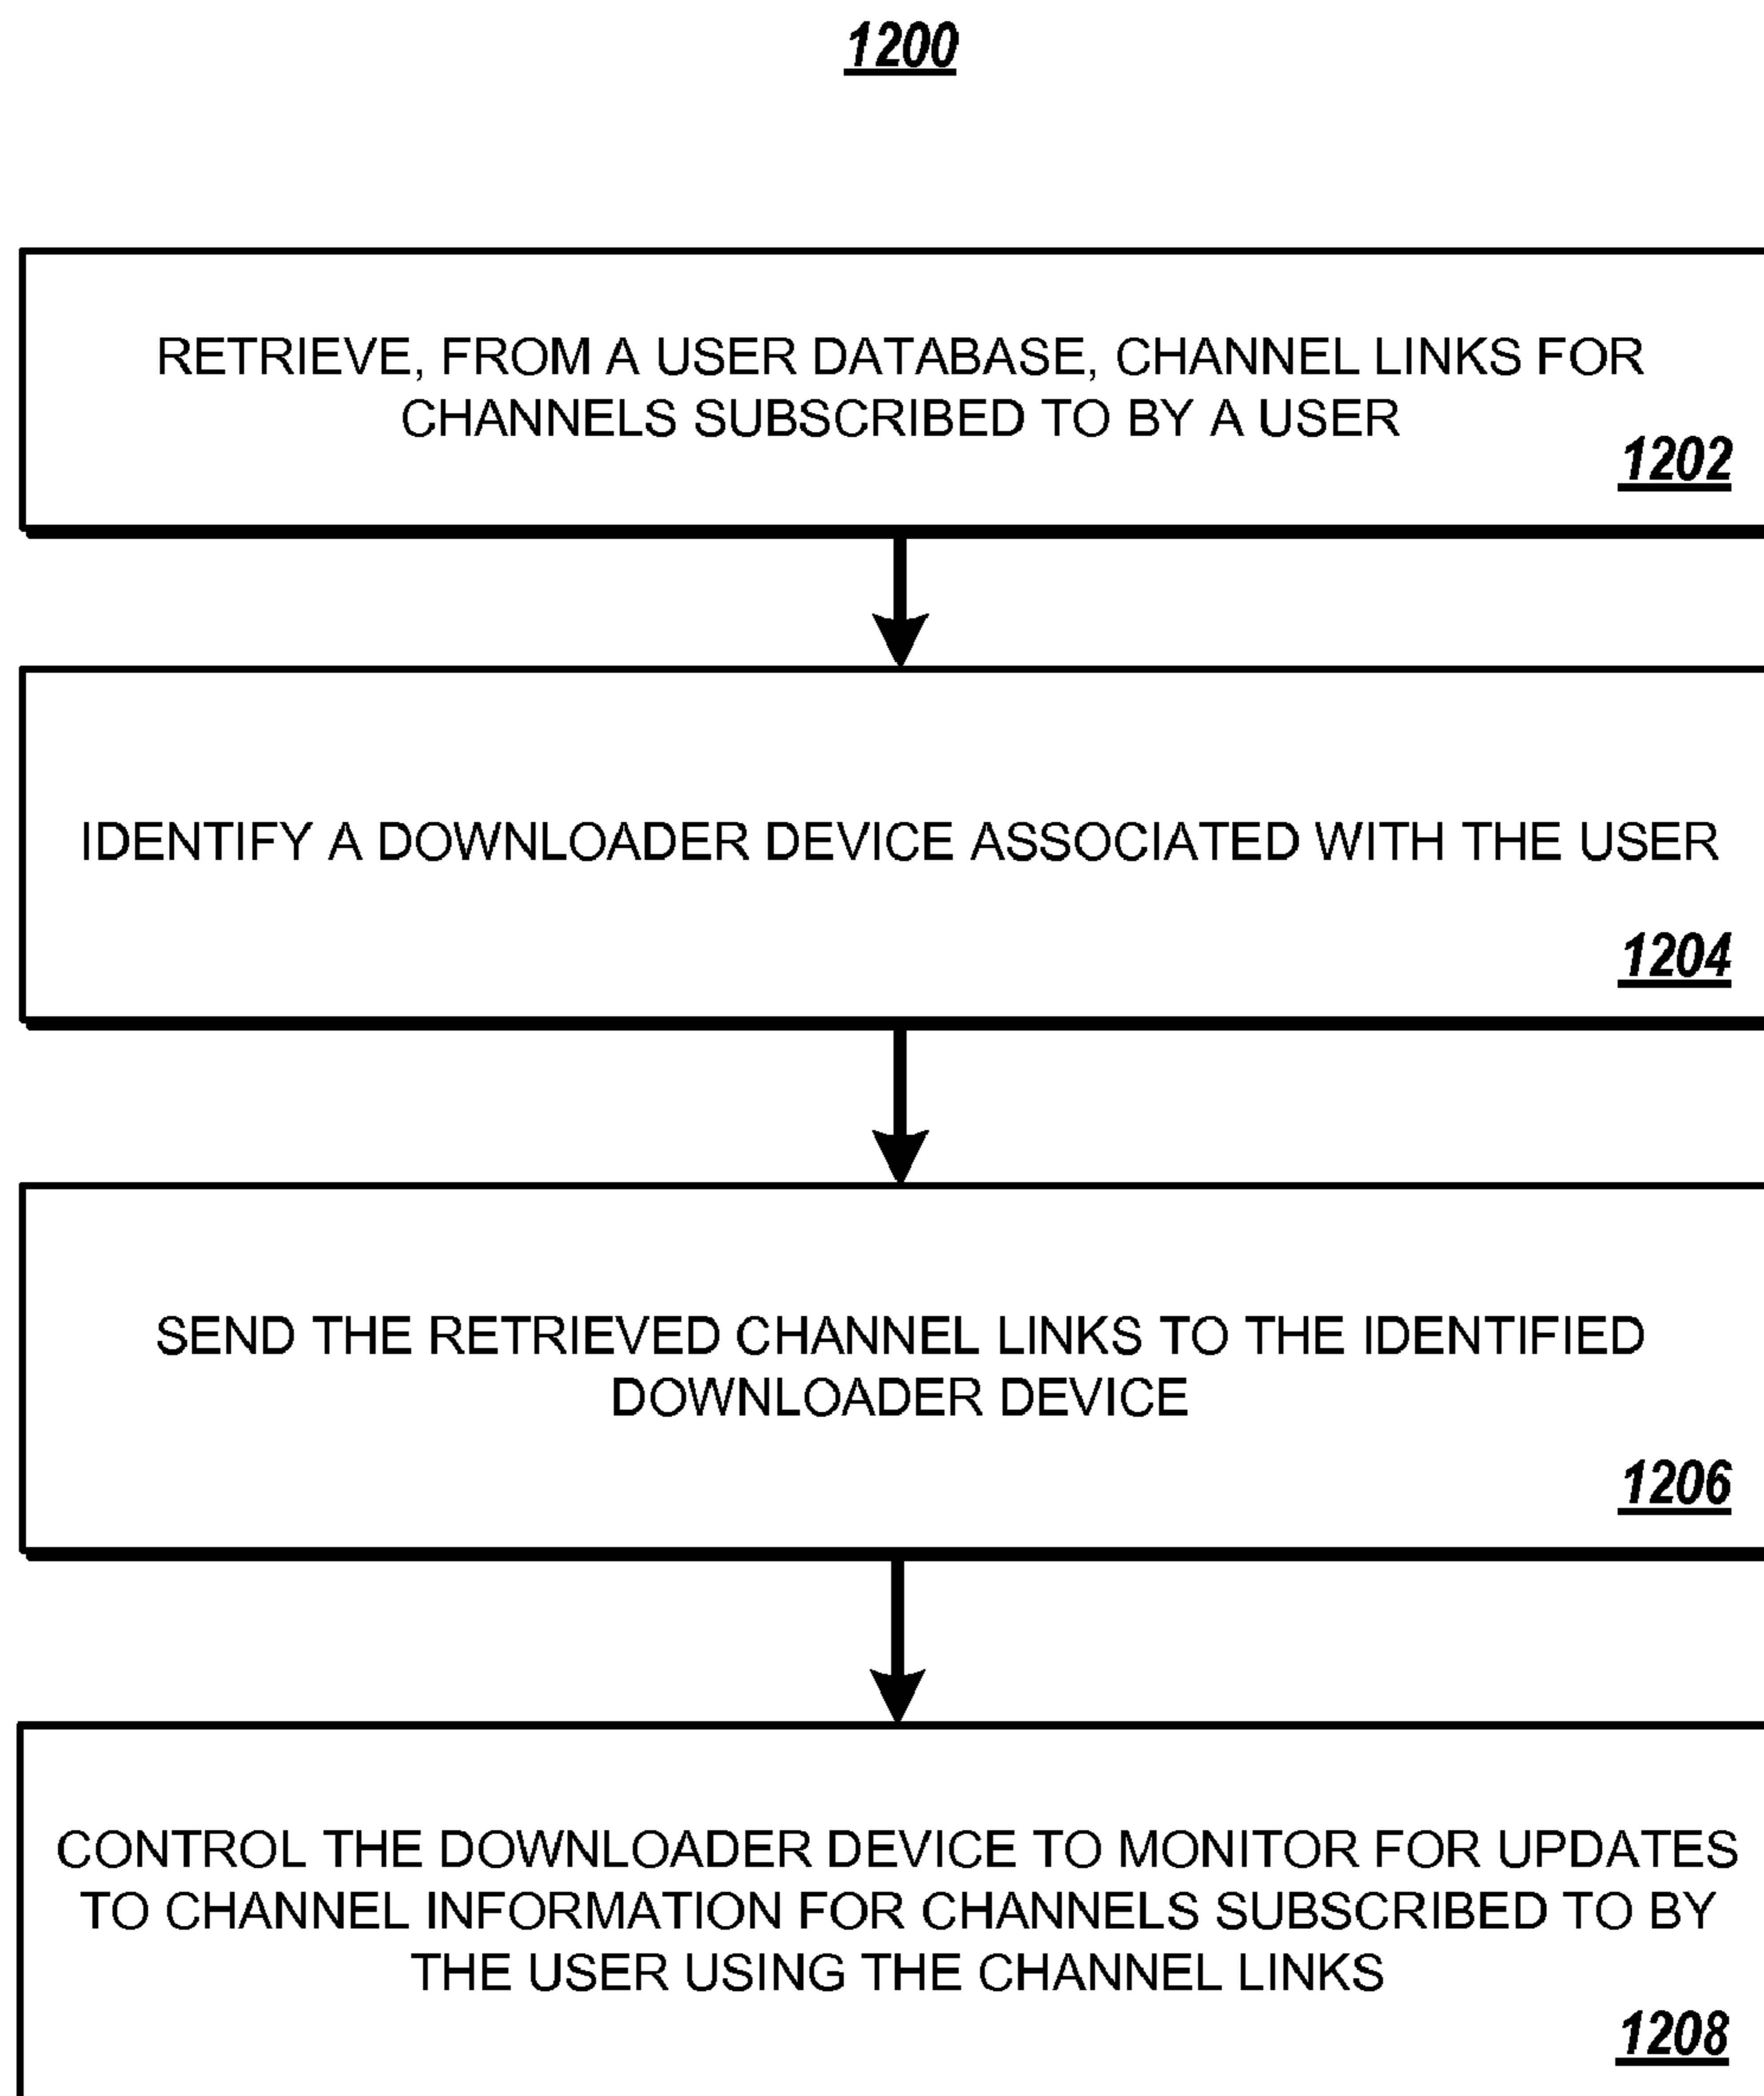 1200
RETRIEVE, FROM A USER DATABASE, CHANNEL LINKS FOR
CHANNELS SUBSCRIBED TO BY A USER
1202
IDENTIFY A DOWNLOADER DEVICE ASSOCIATED WITH THE USER
1204
SEND THE RETRIEVED CHANNEL LINKS TO THE IDENTIFIED
DOWNLOADER DEVICE
1206
CONTROL THE DOWNLOADER DEVICE TO MONITOR FOR UPDATES
TO CHANNEL INFORMATION FOR CHANNELS SUBSCRIBED TO BY
THE USER USING THE CHANNEL LINKS
1208